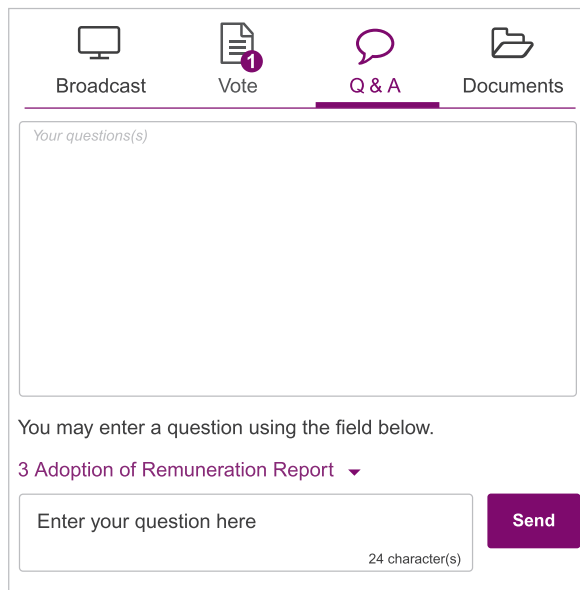 1
Broadcast Vote Q & A Documents
Your questions(s)
You may enter a question using the field below.
3 Adoption of Remuneration Report
Enter your question here
Send
24 character(s)